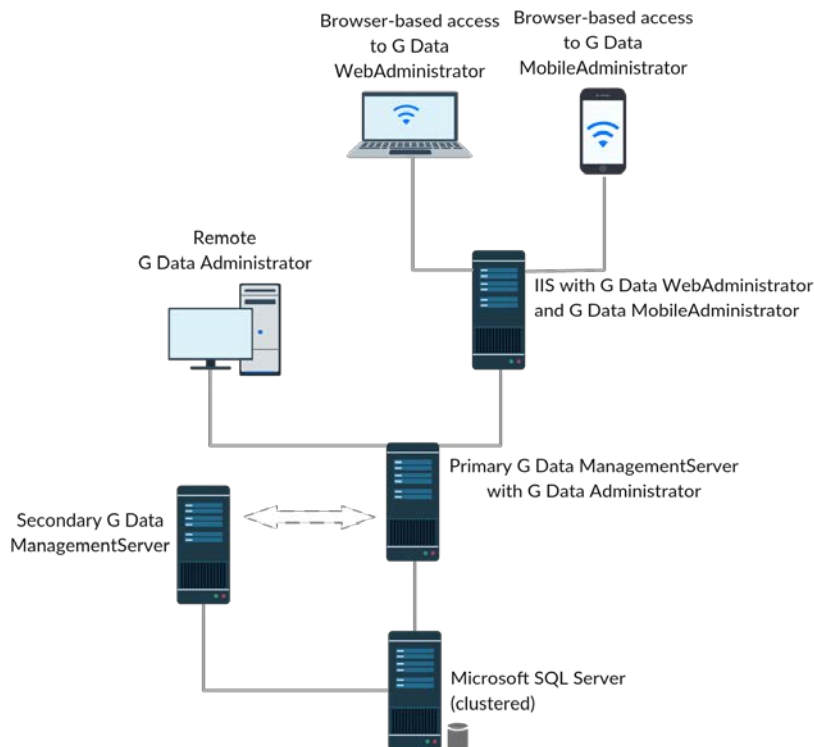 Browser-based access
to G Data
WebAdministrator
Browser-based access
to G Data
MobileAdministrator
Remote
G Data Administrator
IIS with G Data WebAdministrator
and G Data MobileAdministrator
Primary G Data ManagementServer
with G Data Administrator
Secondary G Data
ManagementServer
Microsoft SQL Server
(clustered)